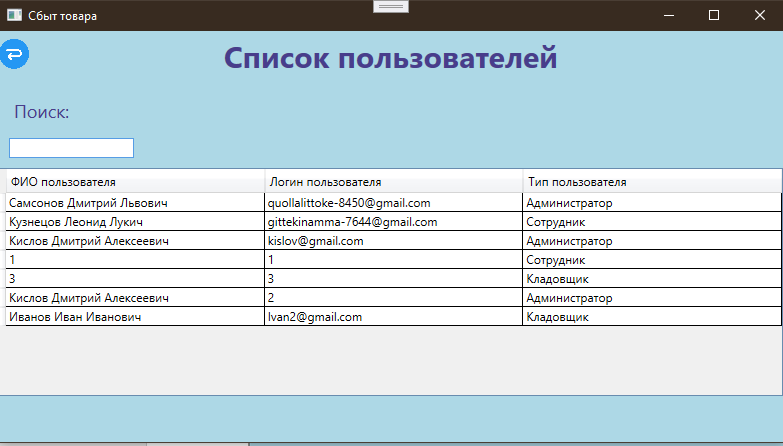 Сбыт товара
Список пользователей
Поиск:
ФИО пользователя Логин пользователя Тип пользователя
Самсонов Дмитрий Львович quollalittoke-8450@gmail.com Администратор
Кузнецов Леонид Лукич gittekinamma-7644@gmail.com Сотрудник
Кислов Дмитрий Алексеевич kislov@gmail.com Администратор
1 1 Сотрудник
3 3 Кладовщик
Кислов Дмитрий Алексеевич 2 Администратор
Иванов Иван Иванович Ivan2@gmail.com Кладовщик